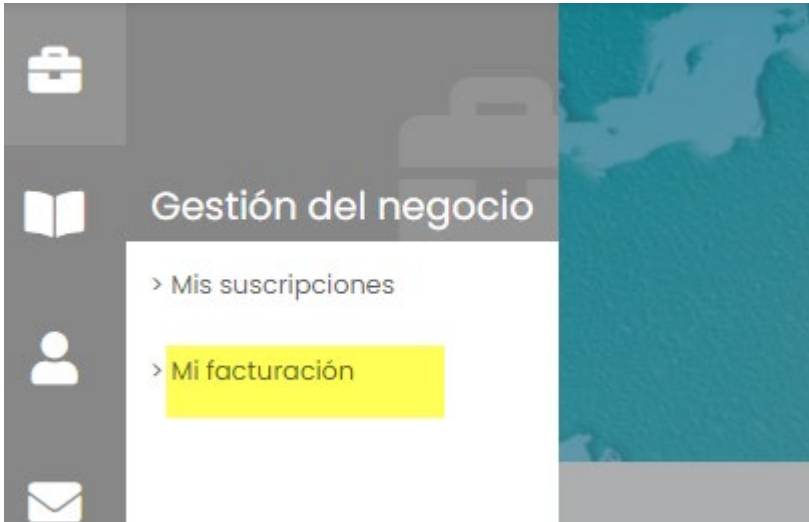 Gestión del negocio
> Mis suscripciones
> Mi facturación